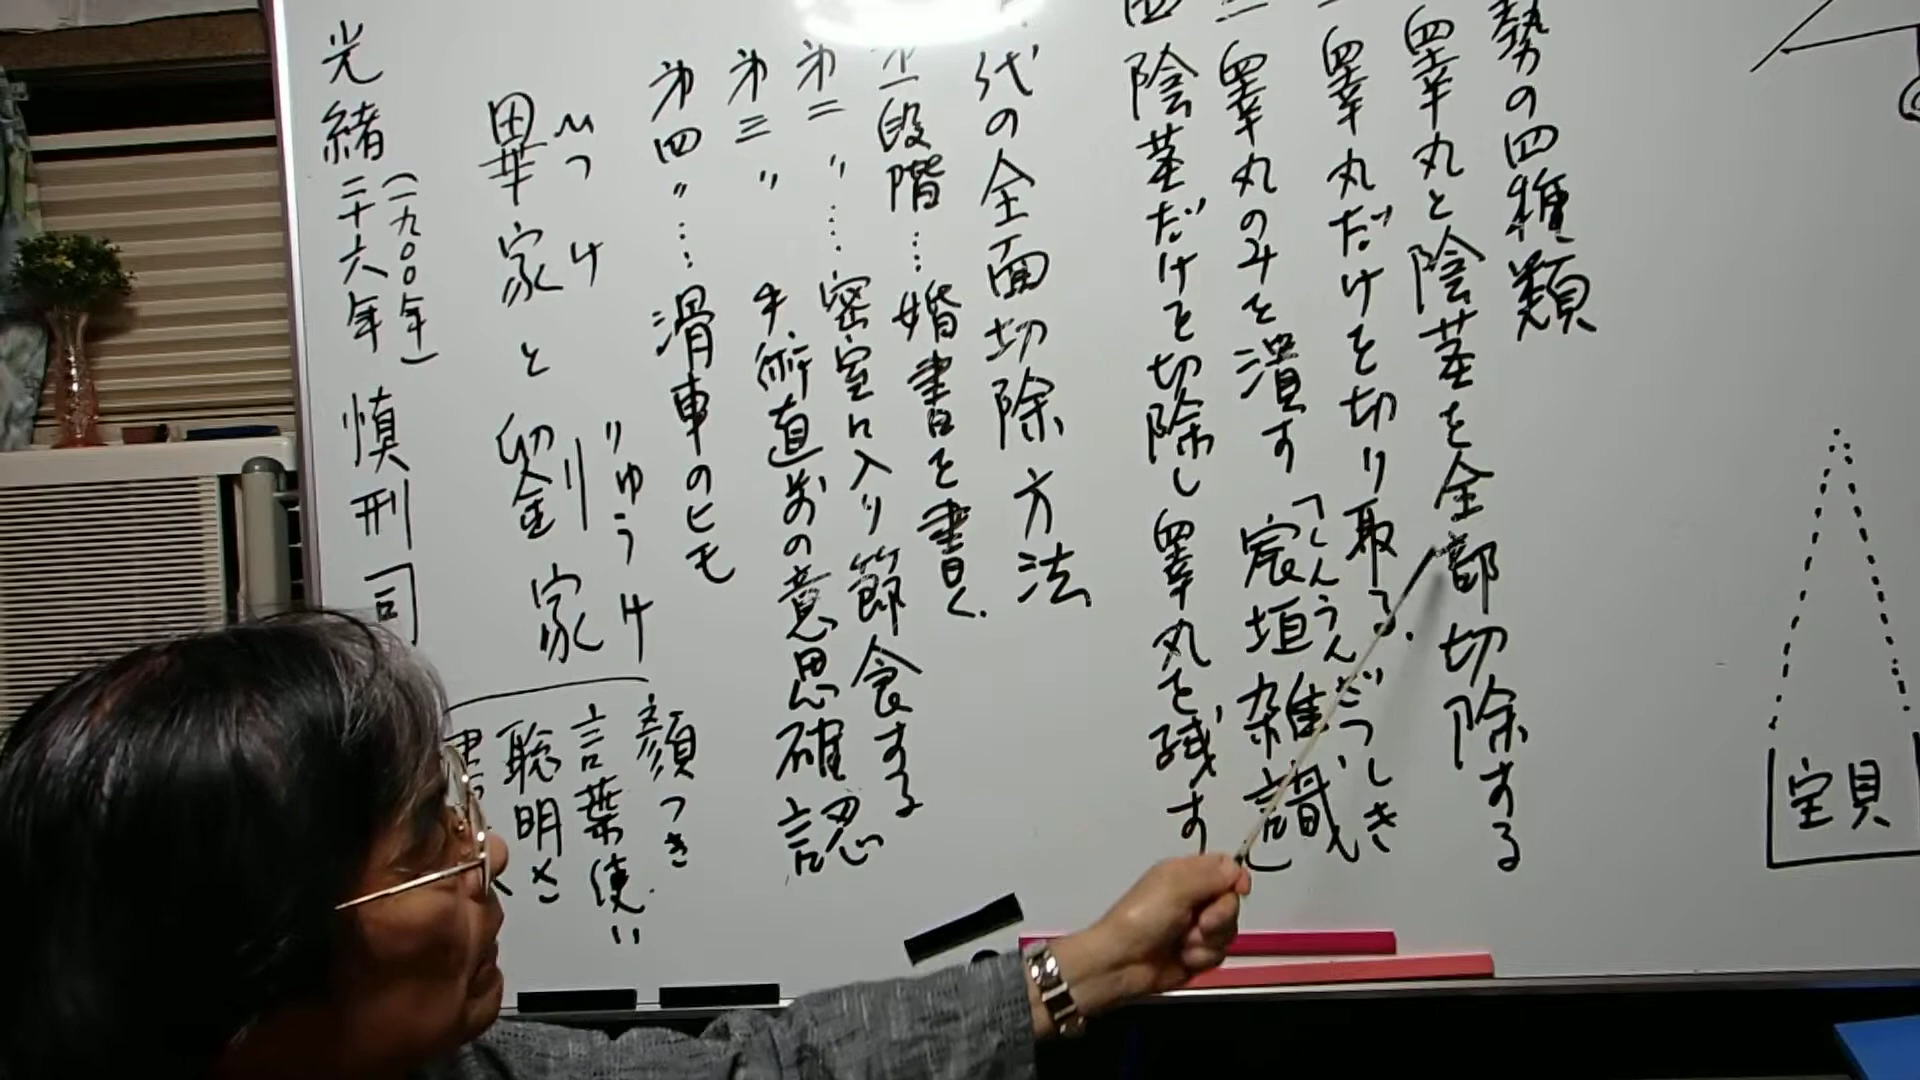 勢の四種類
睾丸と陰茎を全部切除する
睾丸だけを切り取る.
睾丸のみを潰す
「しんうんざつしき
宸垣雑識」
四 陰茎だけを切除し睾丸を残す
代の全面切除方法
第一段階…婚書を書く.
第二〃…密室に入り節食する
第三〃 手術直前の意思確認
第四〃…滑車のヒモ
ひっけ りゅうけ
畢家と劉家
顔つき
言葉使い
聡明さ
(一九〇〇年)
光緒二十六年 慎刑司
宝貝